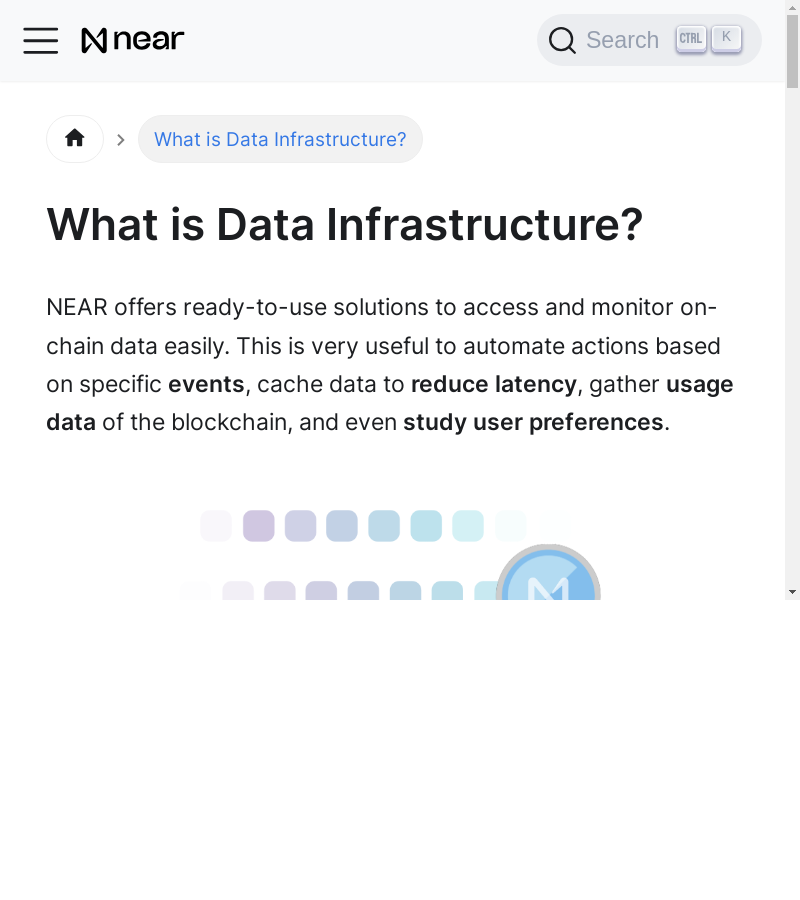 near
Search
CTRL K
What is Data Infrastructure?
What is Data Infrastructure?
NEAR offers ready-to-use solutions to access and monitor on-
chain data easily. This is very useful to automate actions based
on specific events, cache data to reduce latency, gather usage
data of the blockchain, and even study user preferences.